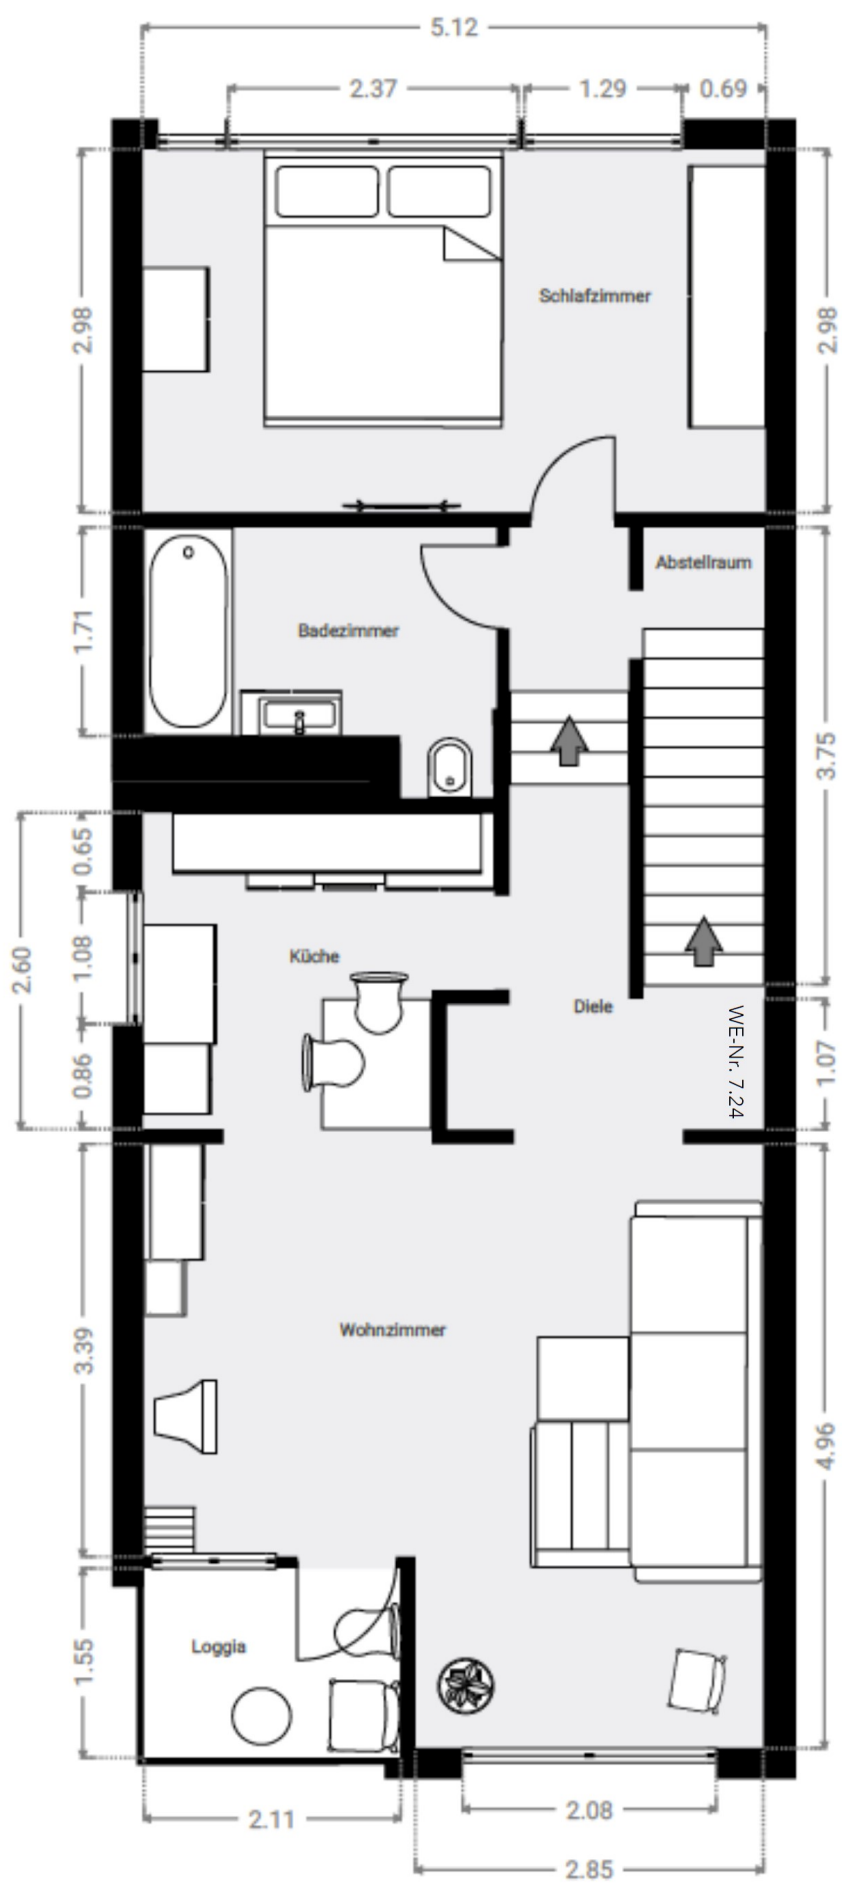 5.12
2.37
1.29
0.69
2.98
Schlafzimmer
2.98
Abstellraum
1.71
Badezimmer
3.75
0.65
2.60
1.08
Küche
Diele
WE-Nr. 7.24
0.86
1.07
3.39
Wohnzimmer
4.96
1.55
Loggia
2.11
2.08
2.85